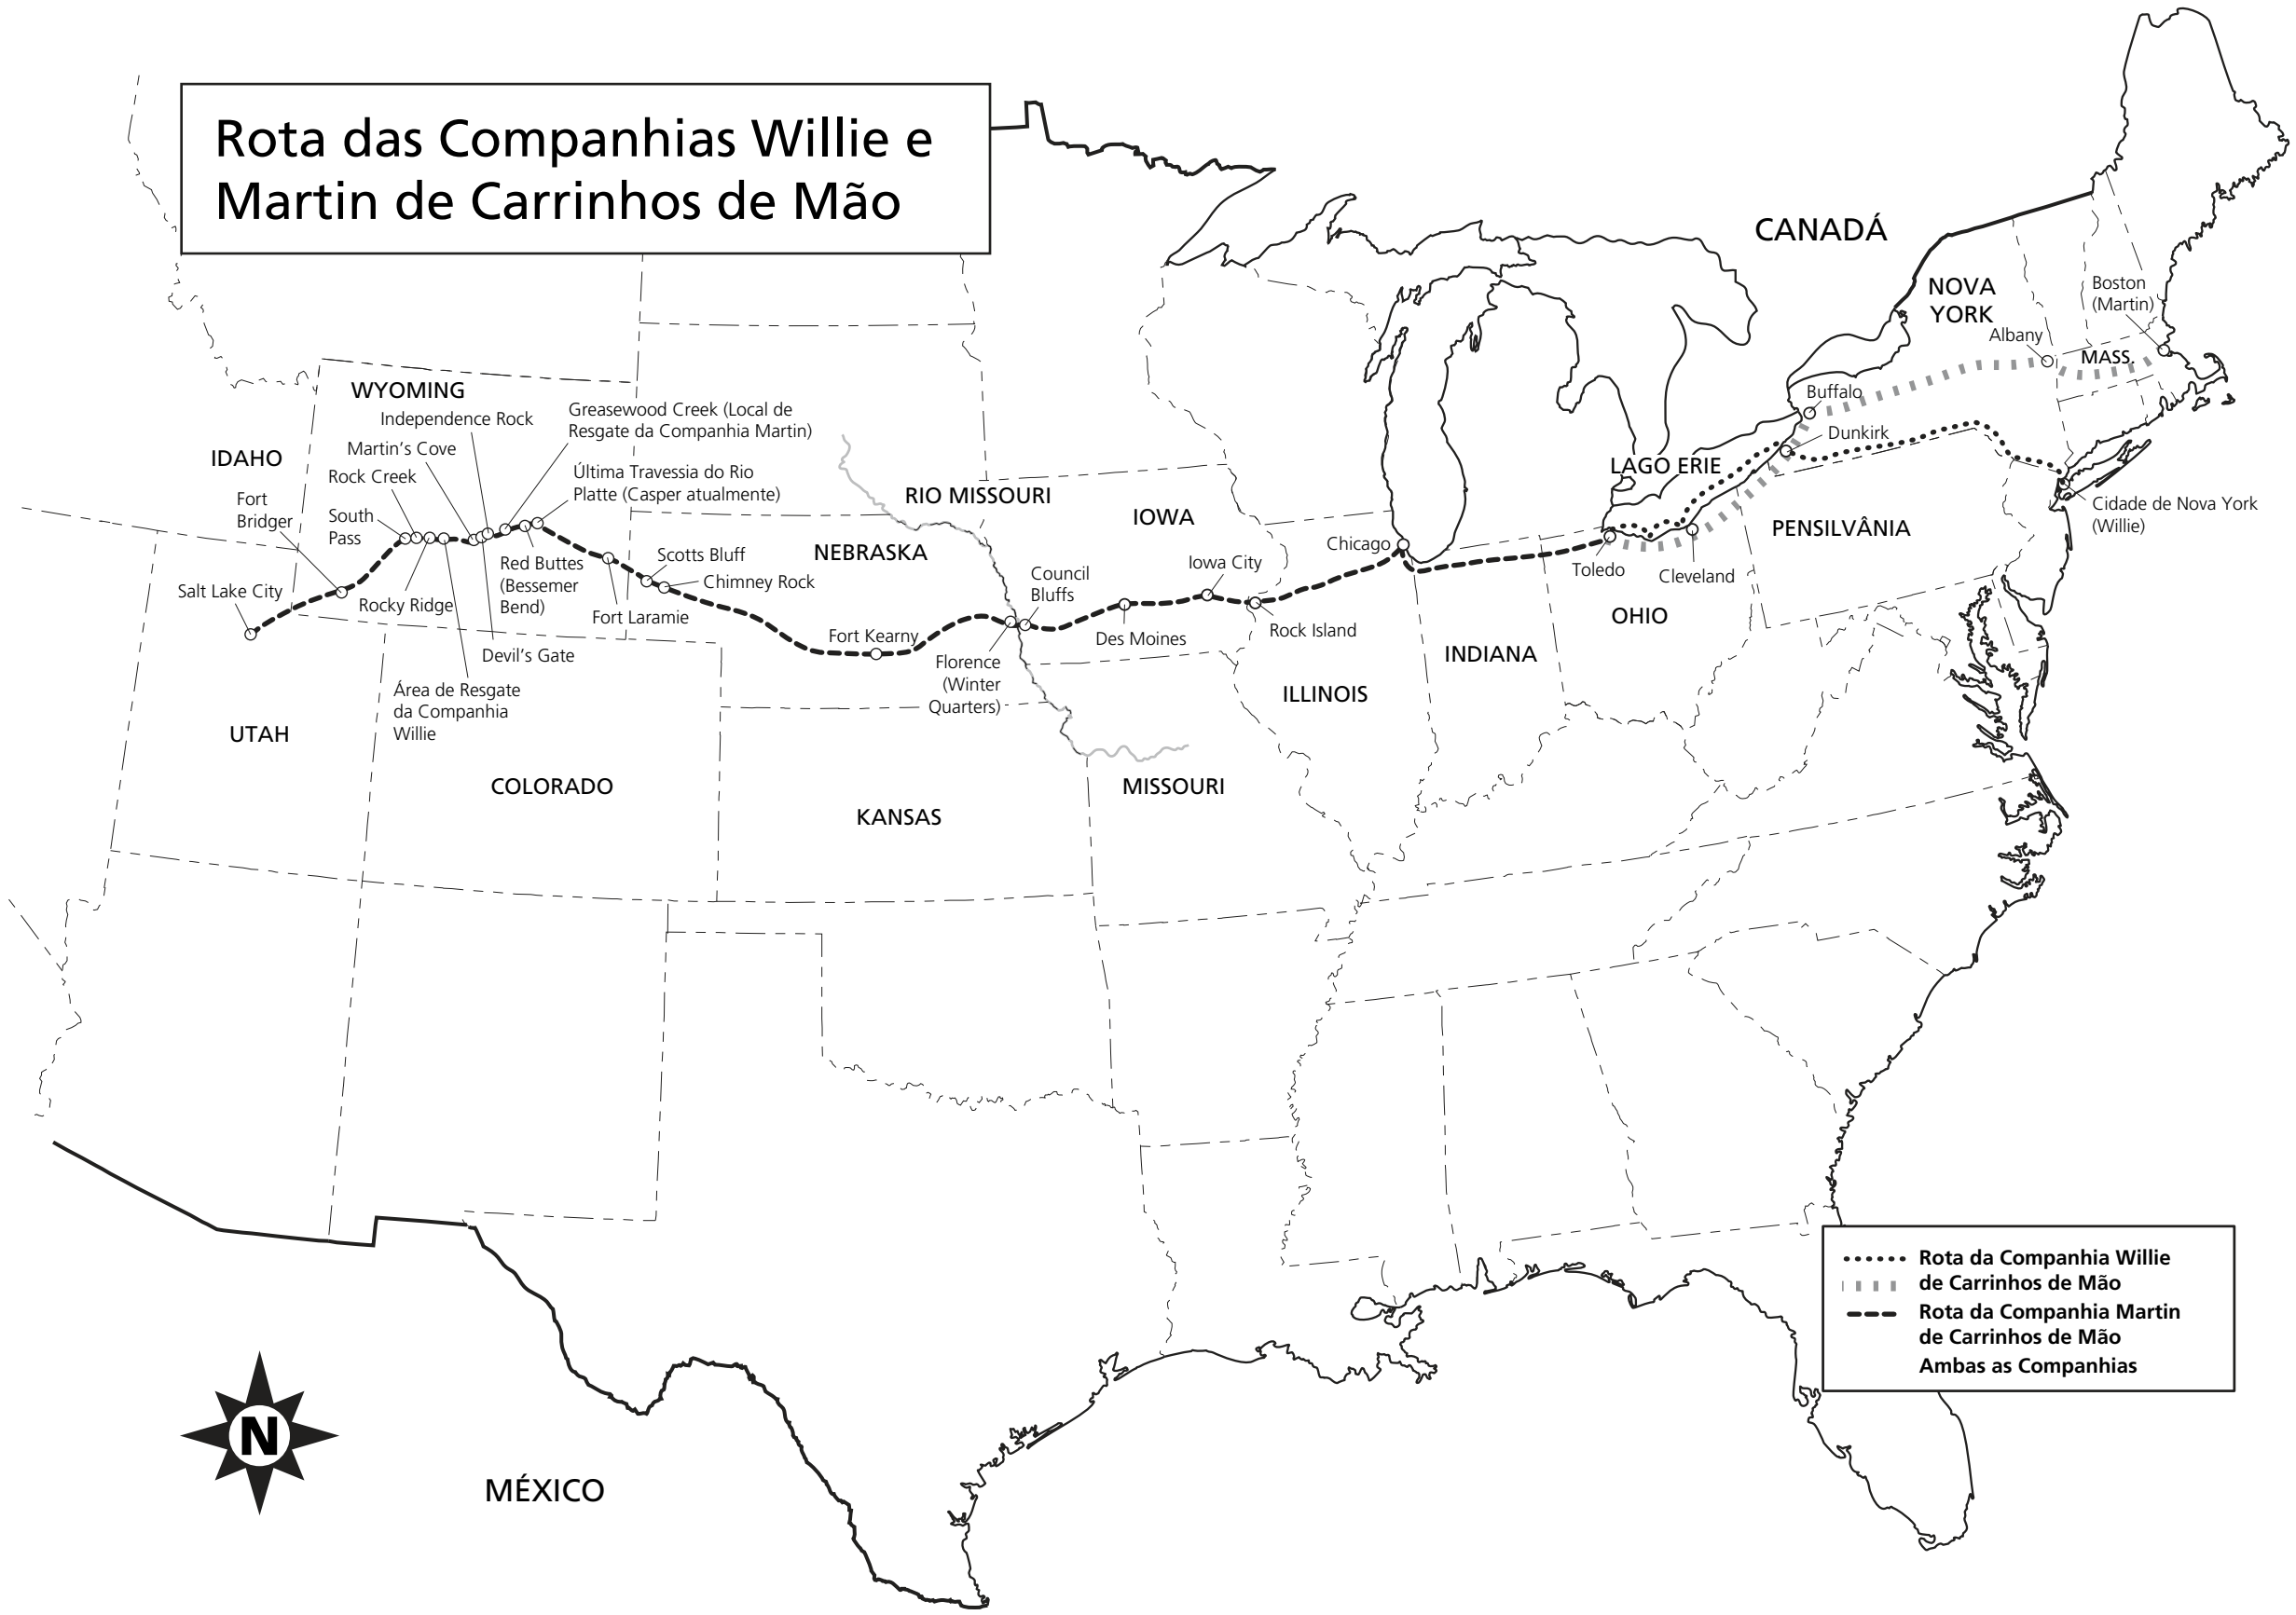 Rota das Companhias Willie e
Martin de Carrinhos de Mão
CANADÁ
NOVA
YORK
Boston
(Martin)
Albany
MASS.
Buffalo
Dunkirk
LAGO ERIE
Cidade de Nova York
(Willie)
PENSILVÂNIA
Toledo
Cleveland
OHIO
INDIANA
Chicago
ILLINOIS
Rock Island
Iowa City
IOWA
Des Moines
Council
Bluffs
RIO MISSOURI
NEBRASKA
Florence
(Winter
Quarters)
Fort Kearny
WYOMING
Independence Rock
Greasewood Creek (Local de
Resgate da Companhia Martin)
Martin's Cove
Última Travessia do Rio
Platte (Casper atualmente)
IDAHO
Rock Creek
Fort
Bridger
South
Pass
Salt Lake City
Rocky Ridge
Red Buttes
(Bessemer
Bend)
Scotts Bluff
Chimney Rock
Fort Laramie
Devil's Gate
Área de Resgate
da Companhia
Willie
UTAH
COLORADO
KANSAS
MISSOURI
Rota da Companhia Willie
de Carrinhos de Mão
Rota da Companhia Martin
de Carrinhos de Mão
Ambas as Companhias
N
MÉXICO